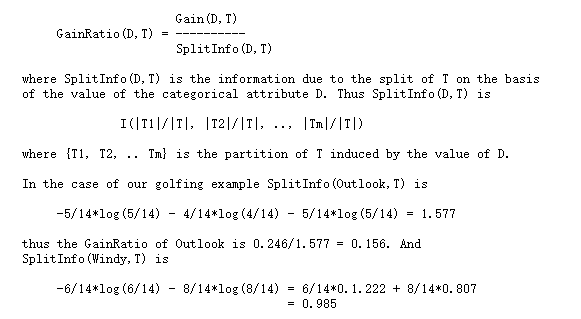 Gain(D,T)
GainRatio(D,T) = ----------
SplitInfo(D,T)
where SplitInfo(D,T) is the information due to the split of T on the basis
of the value of the categorical attribute D. Thus SplitInfo(D,T) is
I(|T1|/|T|, |T2|/|T|, .., |Tm|/|T|)
where {T1, T2, .. Tm} is the partition of T induced by the value of D.
In the case of our golfing example SplitInfo(Outlook,T) is
-5/14*log(5/14) - 4/14*log(4/14) - 5/14*log(5/14) = 1.577
thus the GainRatio of Outlook is 0.246/1.577 = 0.156. And
SplitInfo(Windy,T) is
-6/14*log(6/14) - 8/14*log(8/14) = 6/14*0.1.222 + 8/14*0.807
= 0.985